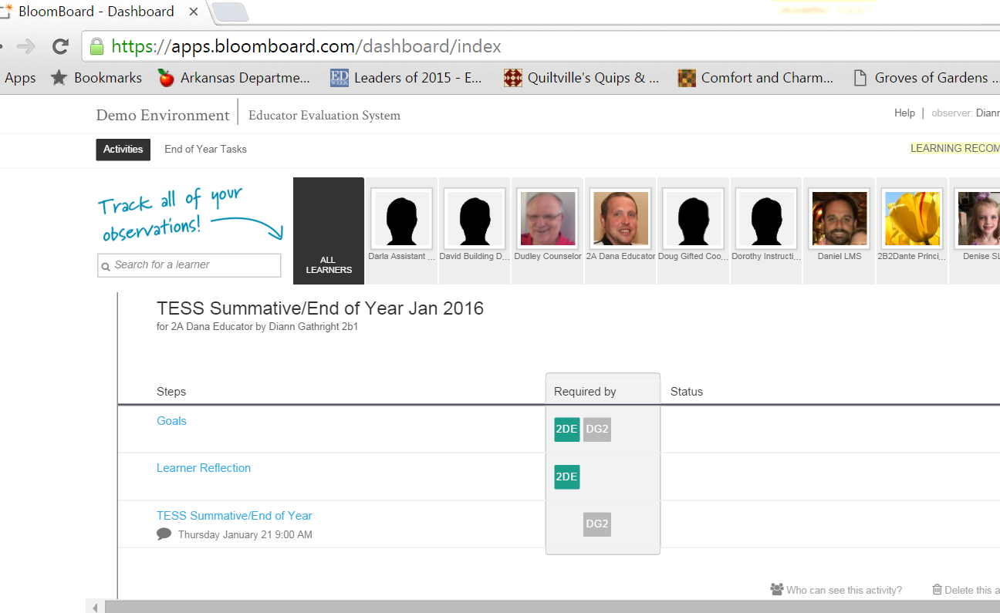 BloomBoard - Dashboard
https://apps.bloomboard.com/dashboard/index
Apps Bookmarks Arkansas Departme... Leaders of 2015 - E... Quiltville's Quips & ... Comfort and Charm... Groves of Gardens ...
Demo Environment Educator Evaluation System
Help | observer: Diann
Activities End of Year Tasks
LEARNING RECOM
Track all of your
observations!
Search for a learner
ALL
LEARNERS
Darla Assistant ... David Building D... Dudley Counselor 2A Dana Educator Doug Gifted Coo... Dorothy Instructi... Daniel LMS 2B2Dante Princi... Denise SL
TESS Summative/End of Year Jan 2016
for 2A Dana Educator by Diann Gathright 2b1
Steps Required by Status
Goals 2DE DG2
Learner Reflection 2DE
TESS Summative/End of Year DG2
Thursday January 21 9:00 AM
Who can see this activity? Delete this a